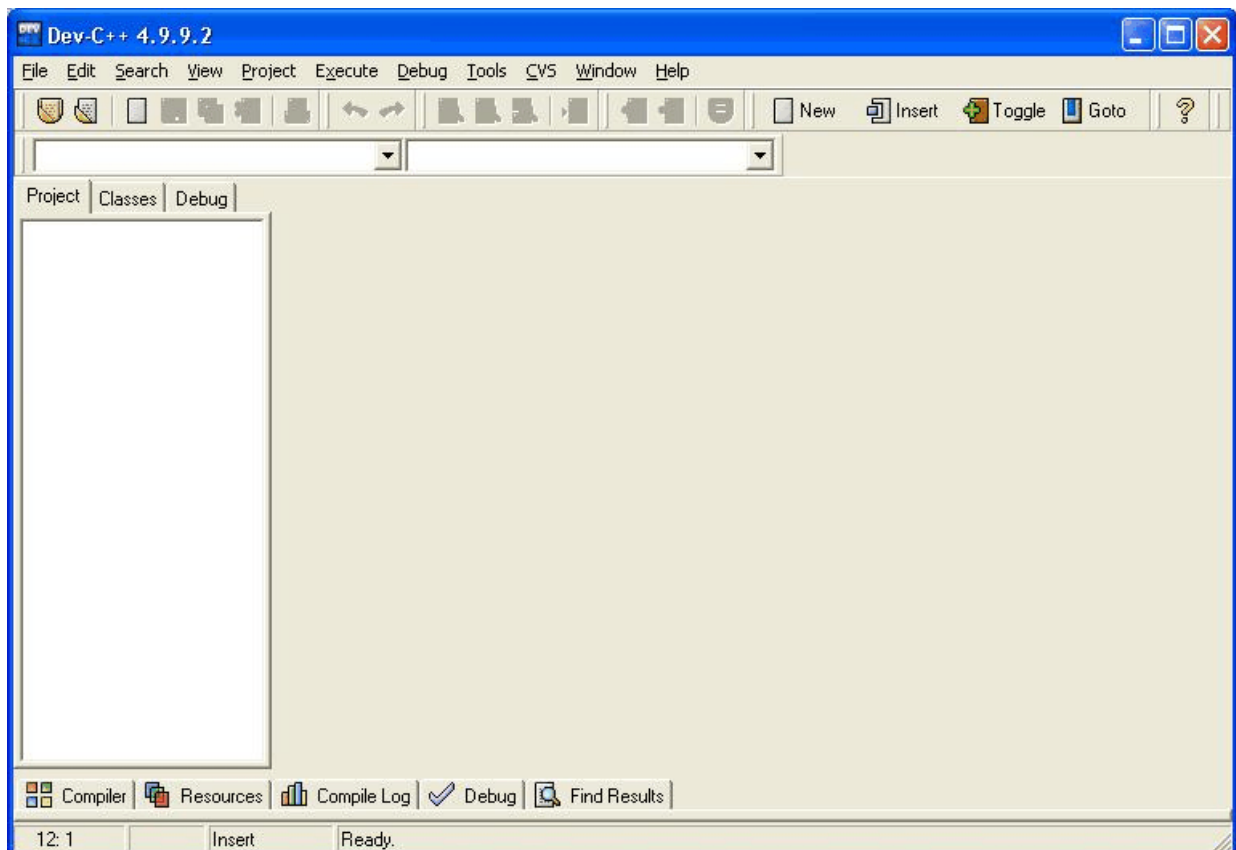 Dev-C++ 4.9.9.2
File Edit Search View Project Execute Debug Tools CVS Window Help
New Insert Toggle Goto
Project Classes Debug
Compiler Resources Compile Log Debug Find Results
12: 1 Insert Ready.